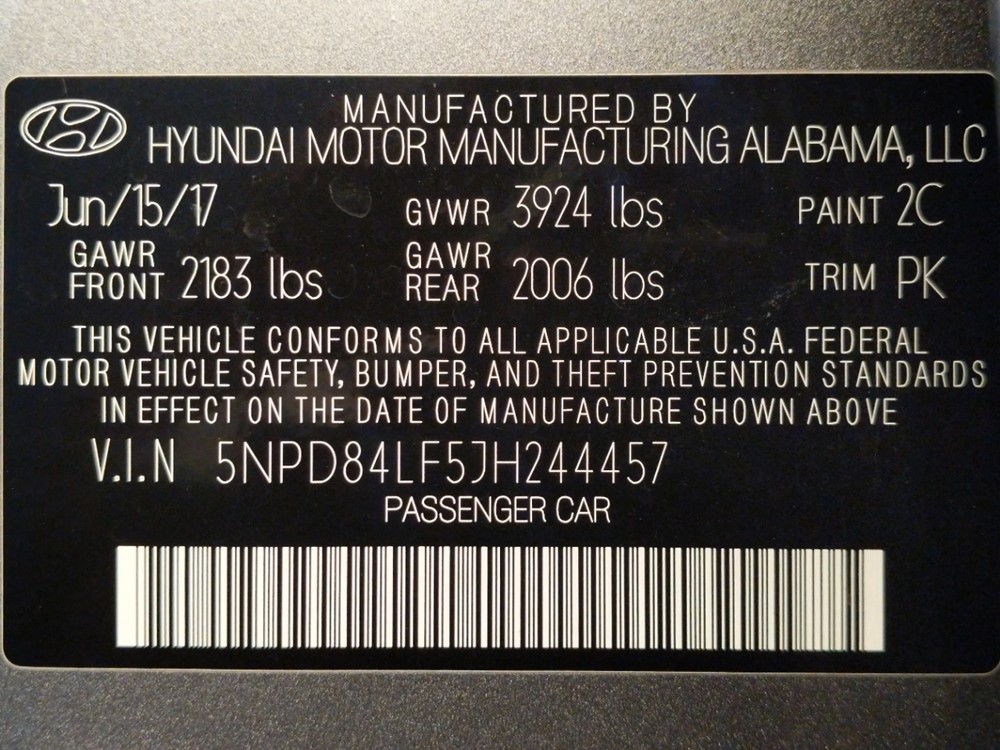 MANUFACTURED BY
HYUNDAI MOTOR MANUFACTURING ALABAMA, LLC
Jun/15/17 GVWR 3924 lbs PAINT 2C
GAWR FRONT 2183 lbs GAWR REAR 2006 lbs TRIM PK
THIS VEHICLE CONFORMS TO ALL APPLICABLE U.S.A. FEDERAL
MOTOR VEHICLE SAFETY, BUMPER, AND THEFT PREVENTION STANDARDS
IN EFFECT ON THE DATE OF MANUFACTURE SHOWN ABOVE
V.I.N 5NPD84LF5JH244457
PASSENGER CAR